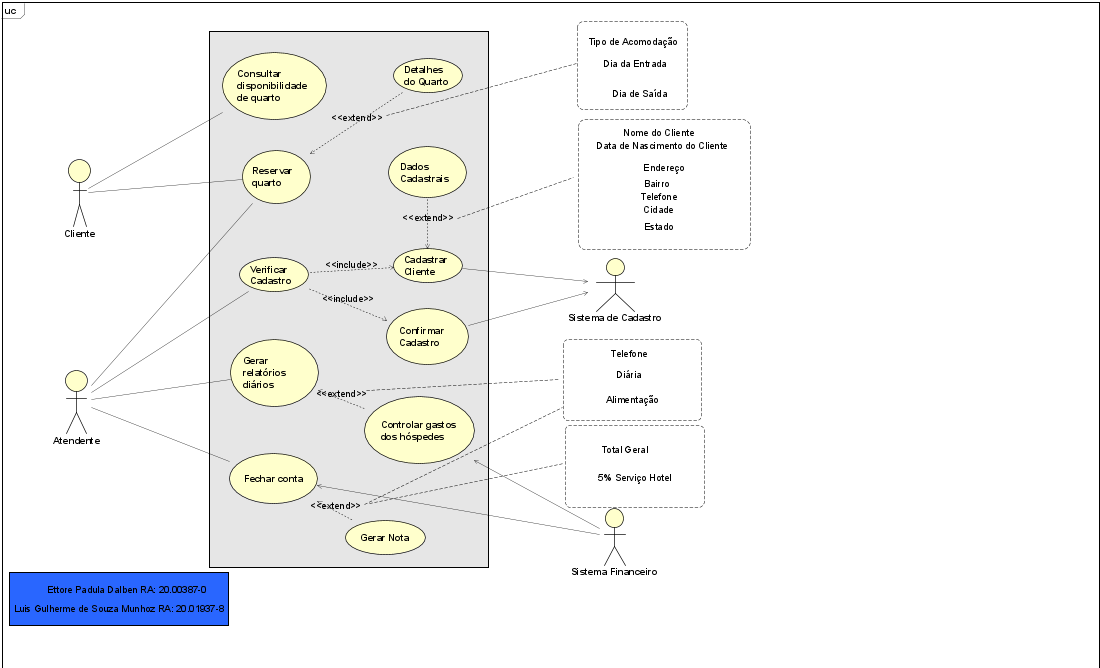 uc
Consultar
disponibilidade
de quarto
Detalhes
do Quarto
<<extend>>
Tipo de Acomodação
Dia da Entrada
Dia de Saída
Reservar
quarto
Dados
Cadastrais
<<extend>>
Nome do Cliente
Data de Nascimento do Cliente
Endereço
Bairro
Telefone
Cidade
Estado
Cliente
Verificar
Cadastro
<<include>>
<<include>>
Cadastrar
Cliente
Confirmar
Cadastro
Sistema de Cadastro
Gerar
relatórios
diários
<<extend>>
Controlar gastos
dos hóspedes
Telefone
Diária
Alimentação
Atendente
Fechar conta
<<extend>>
Gerar Nota
Total Geral
5% Serviço Hotel
Sistema Financeiro
Ettore Padula Dalben RA: 20.00387-0
Luis Gulherme de Souza Munhoz RA: 20.01937-8